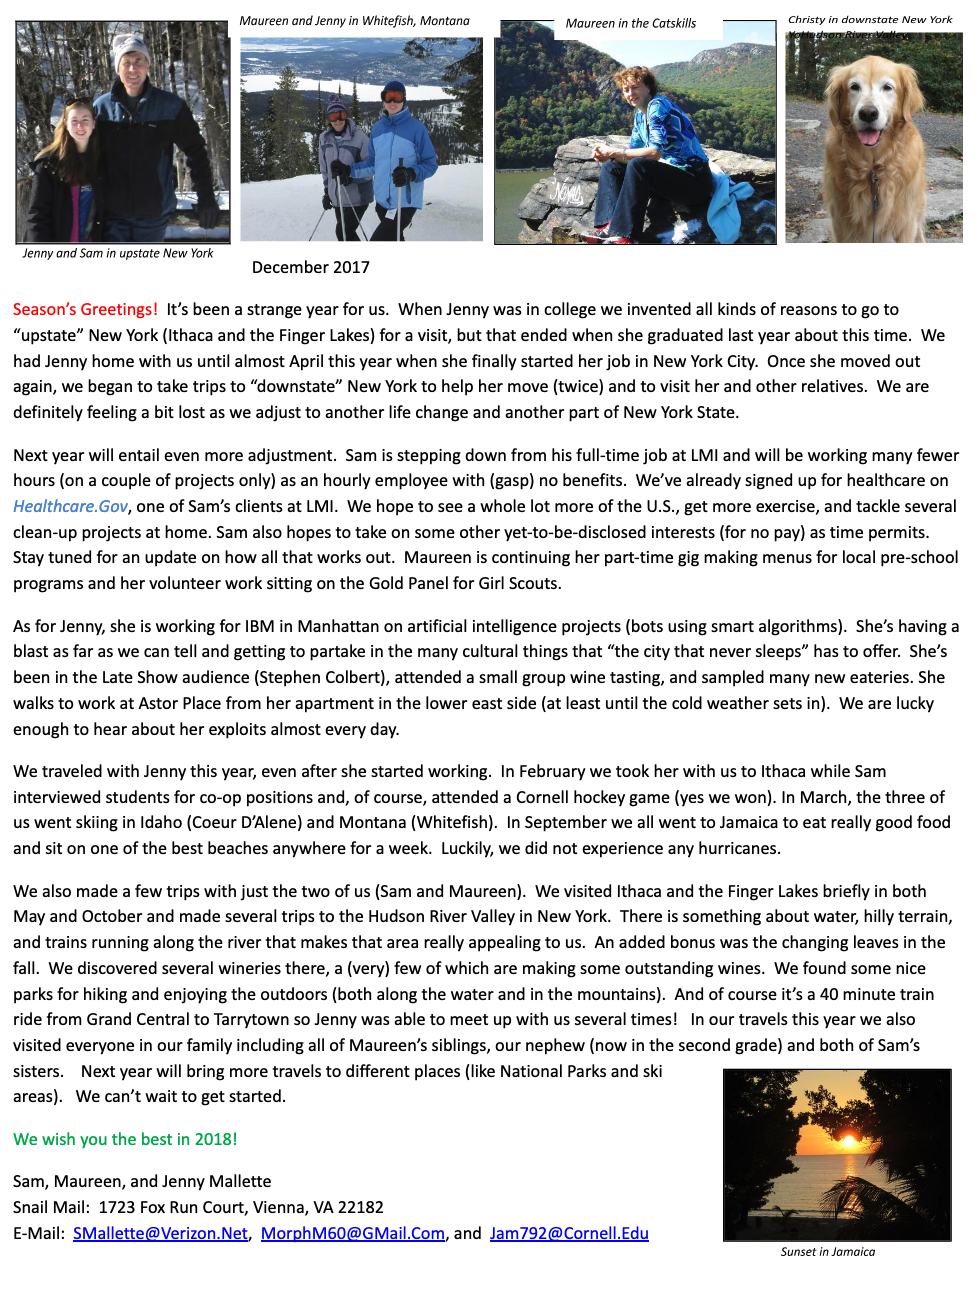 Maureen and Jenny in Whitefish, Montana
Maureen in the Catskills
Christy in downstate New York
YoHudson River Valley
NOMAD
Jenny and Sam in upstate New York
December 2017
Season’s Greetings!  It’s been a strange year for us.  When Jenny was in college we invented all kinds of reasons to go to
“upstate” New York (Ithaca and the Finger Lakes) for a visit, but that ended when she graduated last year about this time.  We
had Jenny home with us until almost April this year when she finally started her job in New York City.  Once she moved out
again, we began to take trips to “downstate” New York to help her move (twice) and to visit her and other relatives.  We are
definitely feeling a bit lost as we adjust to another life change and another part of New York State.
Next year will entail even more adjustment.  Sam is stepping down from his full-time job at LMI and will be working many fewer
hours (on a couple of projects only) as an hourly employee with (gasp) no benefits.  We’ve already signed up for healthcare on
Healthcare.Gov, one of Sam’s clients at LMI.  We hope to see a whole lot more of the U.S., get more exercise, and tackle several
clean-up projects at home. Sam also hopes to take on some other yet-to-be-disclosed interests (for no pay) as time permits.
Stay tuned for an update on how all that works out.  Maureen is continuing her part-time gig making menus for local pre-school
programs and her volunteer work sitting on the Gold Panel for Girl Scouts.
As for Jenny, she is working for IBM in Manhattan on artificial intelligence projects (bots using smart algorithms).  She’s having a
blast as far as we can tell and getting to partake in the many cultural things that “the city that never sleeps” has to offer.  She’s
been in the Late Show audience (Stephen Colbert), attended a small group wine tasting, and sampled many new eateries. She
walks to work at Astor Place from her apartment in the lower east side (at least until the cold weather sets in).  We are lucky
enough to hear about her exploits almost every day.
We traveled with Jenny this year, even after she started working.  In February we took her with us to Ithaca while Sam
interviewed students for co-op positions and, of course, attended a Cornell hockey game (yes we won). In March, the three of
us went skiing in Idaho (Coeur D’Alene) and Montana (Whitefish).  In September we all went to Jamaica to eat really good food
and sit on one of the best beaches anywhere for a week.  Luckily, we did not experience any hurricanes.
We also made a few trips with just the two of us (Sam and Maureen).  We visited Ithaca and the Finger Lakes briefly in both
May and October and made several trips to the Hudson River Valley in New York.  There is something about water, hilly terrain,
and trains running along the river that makes that area really appealing to us.  An added bonus was the changing leaves in the
fall.  We discovered several wineries there, a (very) few of which are making some outstanding wines.  We found some nice
parks for hiking and enjoying the outdoors (both along the water and in the mountains).  And of course it’s a 40 minute train
ride from Grand Central to Tarrytown so Jenny was able to meet up with us several times!   In our travels this year we also
visited everyone in our family including all of Maureen’s siblings, our nephew (now in the second grade) and both of Sam’s
sisters.    Next year will bring more travels to different places (like National Parks and ski
areas).   We can’t wait to get started.
We wish you the best in 2018!
Sam, Maureen, and Jenny Mallette
Snail Mail:  1723 Fox Run Court, Vienna, VA 22182
E-Mail:  SMallette@Verizon.Net,  MorphM60@GMail.Com, and  Jam792@Cornell.Edu
Sunset in Jamaica